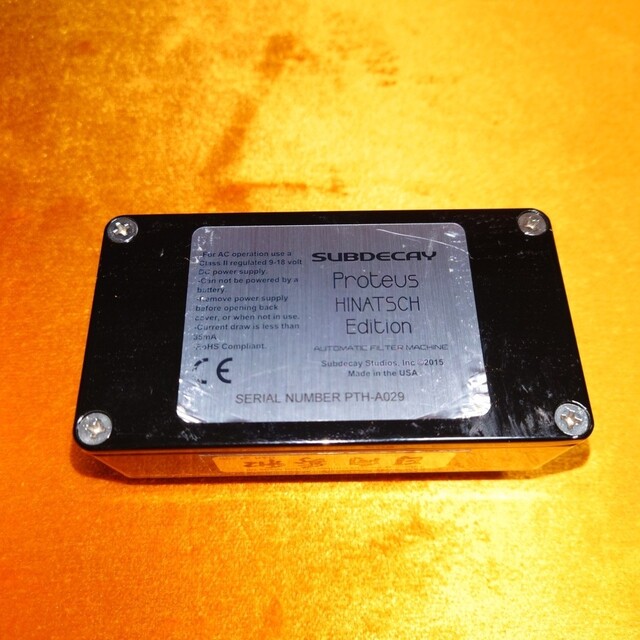 -For AC operation use a
Class II regulated 9-18 volt
DC power supply.
-Can not be powered by a
battery.
-Remove power supply
before opening back
cover, or when not in use.
-Current draw is less than
35mA
-RoHS Compliant.
CE
SUBDECAY
Proteus
HINATSCH
Edition
AUTOMATIC FILTER MACHINE
Subdecay Studios, Inc ©2015
Made in the USA
SERIAL NUMBER PTH-A029